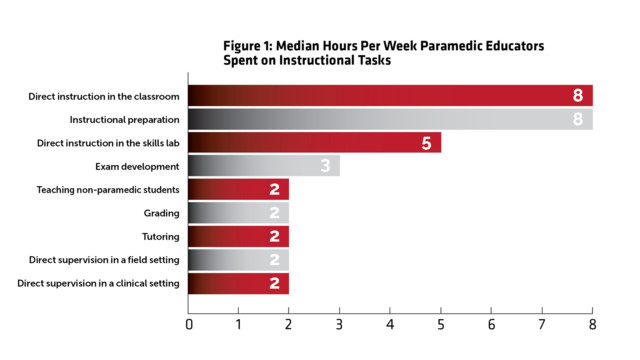 Figure 1: Median Hours Per Week Paramedic Educators
Spent on Instructional Tasks
Direct instruction in the classroom 8
Instructional preparation 8
Direct instruction in the skills lab 5
Exam development 3
Teaching non-paramedic students 2
Grading 2
Tutoring 2
Direct supervision in a field setting 2
Direct supervision in a clinical setting 2
0 1 2 3 4 5 6 7 8